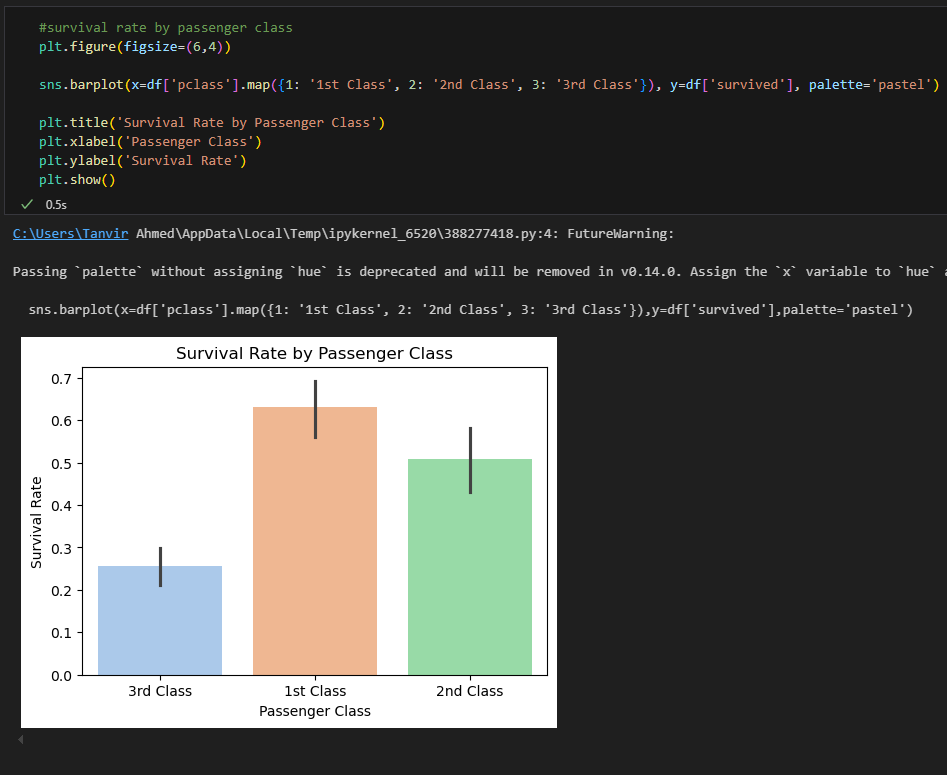 #survival rate by passenger class
plt.figure(figsize=(6,4))
sns.barplot(x=df['pclass'].map({1: '1st Class', 2: '2nd Class', 3: '3rd Class'}), y=df['survived'], palette='pastel')
plt.title('Survival Rate by Passenger Class')
plt.xlabel('Passenger Class')
plt.ylabel('Survival Rate')
plt.show()
0.5s
C:\Users\Tanvir Ahmed\AppData\Local\Temp\ipykernel_6520\388277418.py:4: FutureWarning:
Passing `palette` without assigning `hue` is deprecated and will be removed in v0.14.0. Assign the `x` variable to `hue`
sns.barplot(x=df['pclass'].map({1: '1st Class', 2: '2nd Class', 3: '3rd Class'}),y=df['survived'],palette='pastel')
Survival Rate by Passenger Class
0.7
0.6
0.5
0.4
0.3
0.2
0.1
0.0
Survival Rate
3rd Class 1st Class 2nd Class
Passenger Class